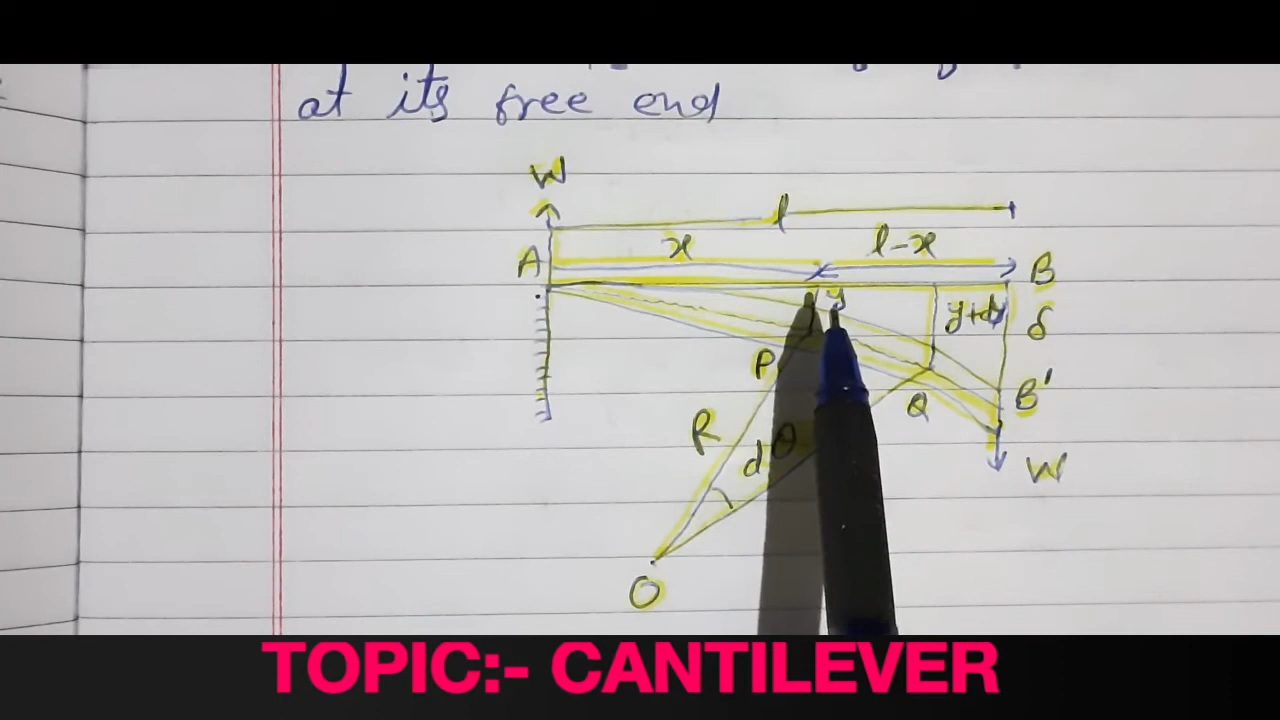 at its free end
W
l
x
l-x
A
B
y
y+dy
δ
P
B'
Q
R
dθ
W
O
TOPIC:- CANTILEVER